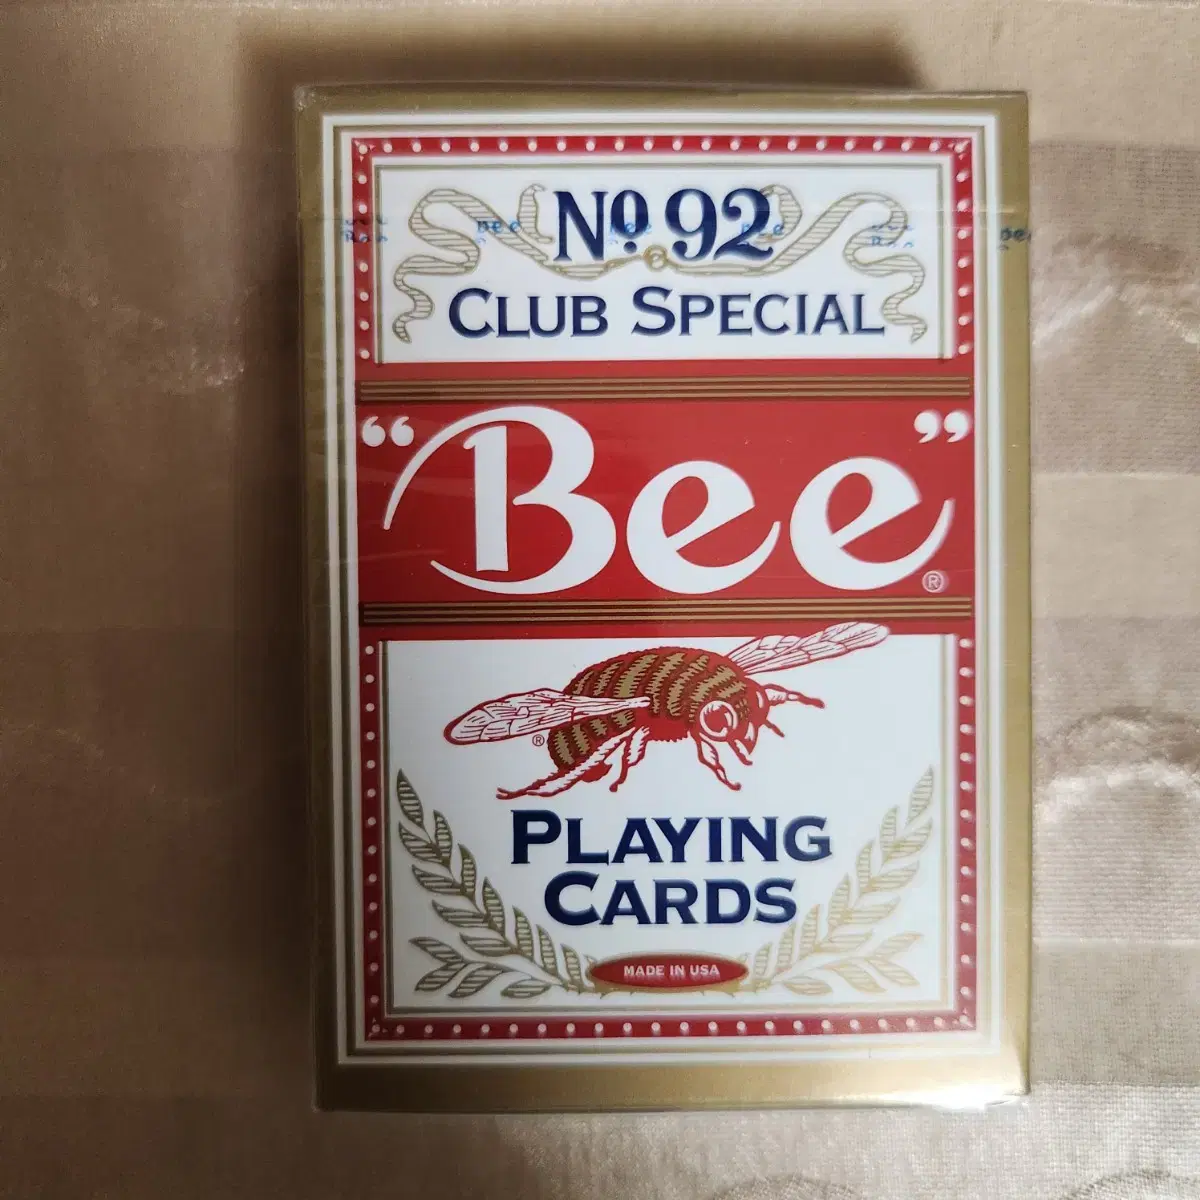 No 92
CLUB SPECIAL
“Bee”
®
®
PLAYING
CARDS
MADE IN USA